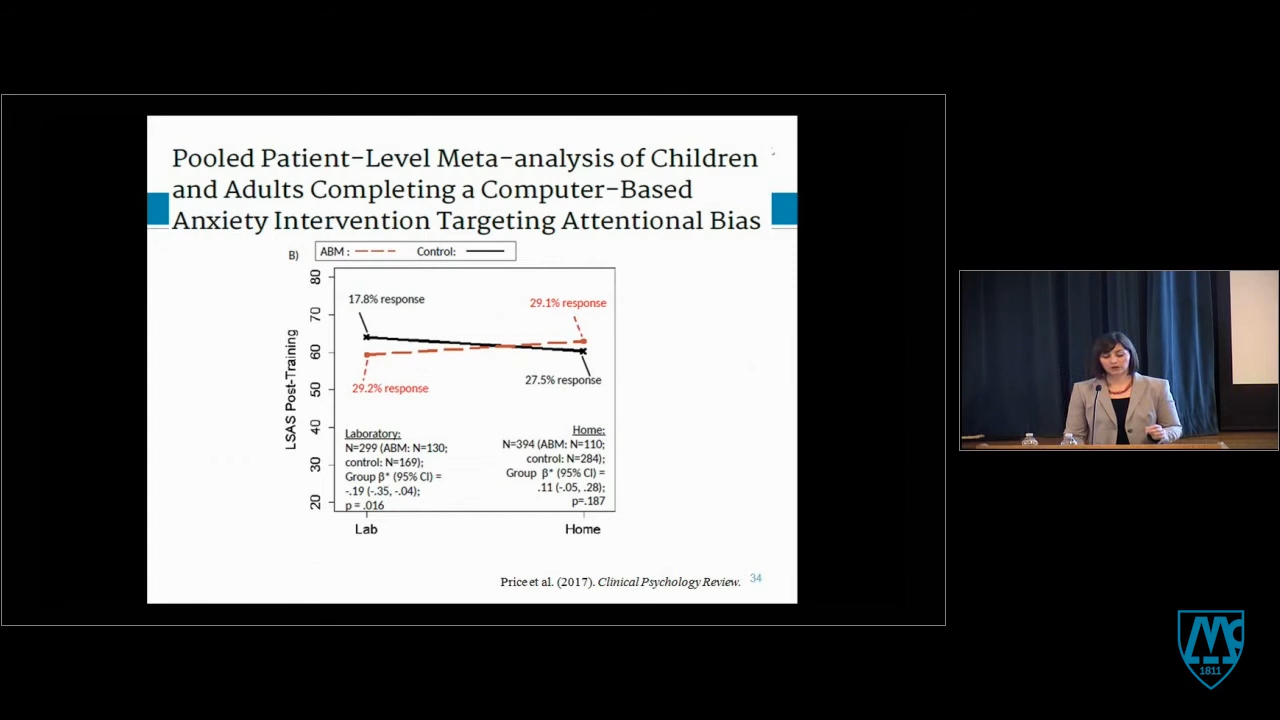 Pooled Patient-Level Meta-analysis of Children
and Adults Completing a Computer-Based
Anxiety Intervention Targeting Attentional Bias
B)
ABM :
Control:
LSAS Post-Training
80
70
60
50
40
30
20
17.8% response
29.1% response
29.2% response
27.5% response
Laboratory:
N=299 (ABM: N=130;
control: N=169);
Group β* (95% CI) =
-.19 (-.35, -.04);
p = .016
Home:
N=394 (ABM: N=110;
control: N=284);
Group β* (95% CI) =
.11 (-.05, .28);
p=.187
Lab
Home
Price et al. (2017). Clinical Psychology Review.
34
Mc
1811